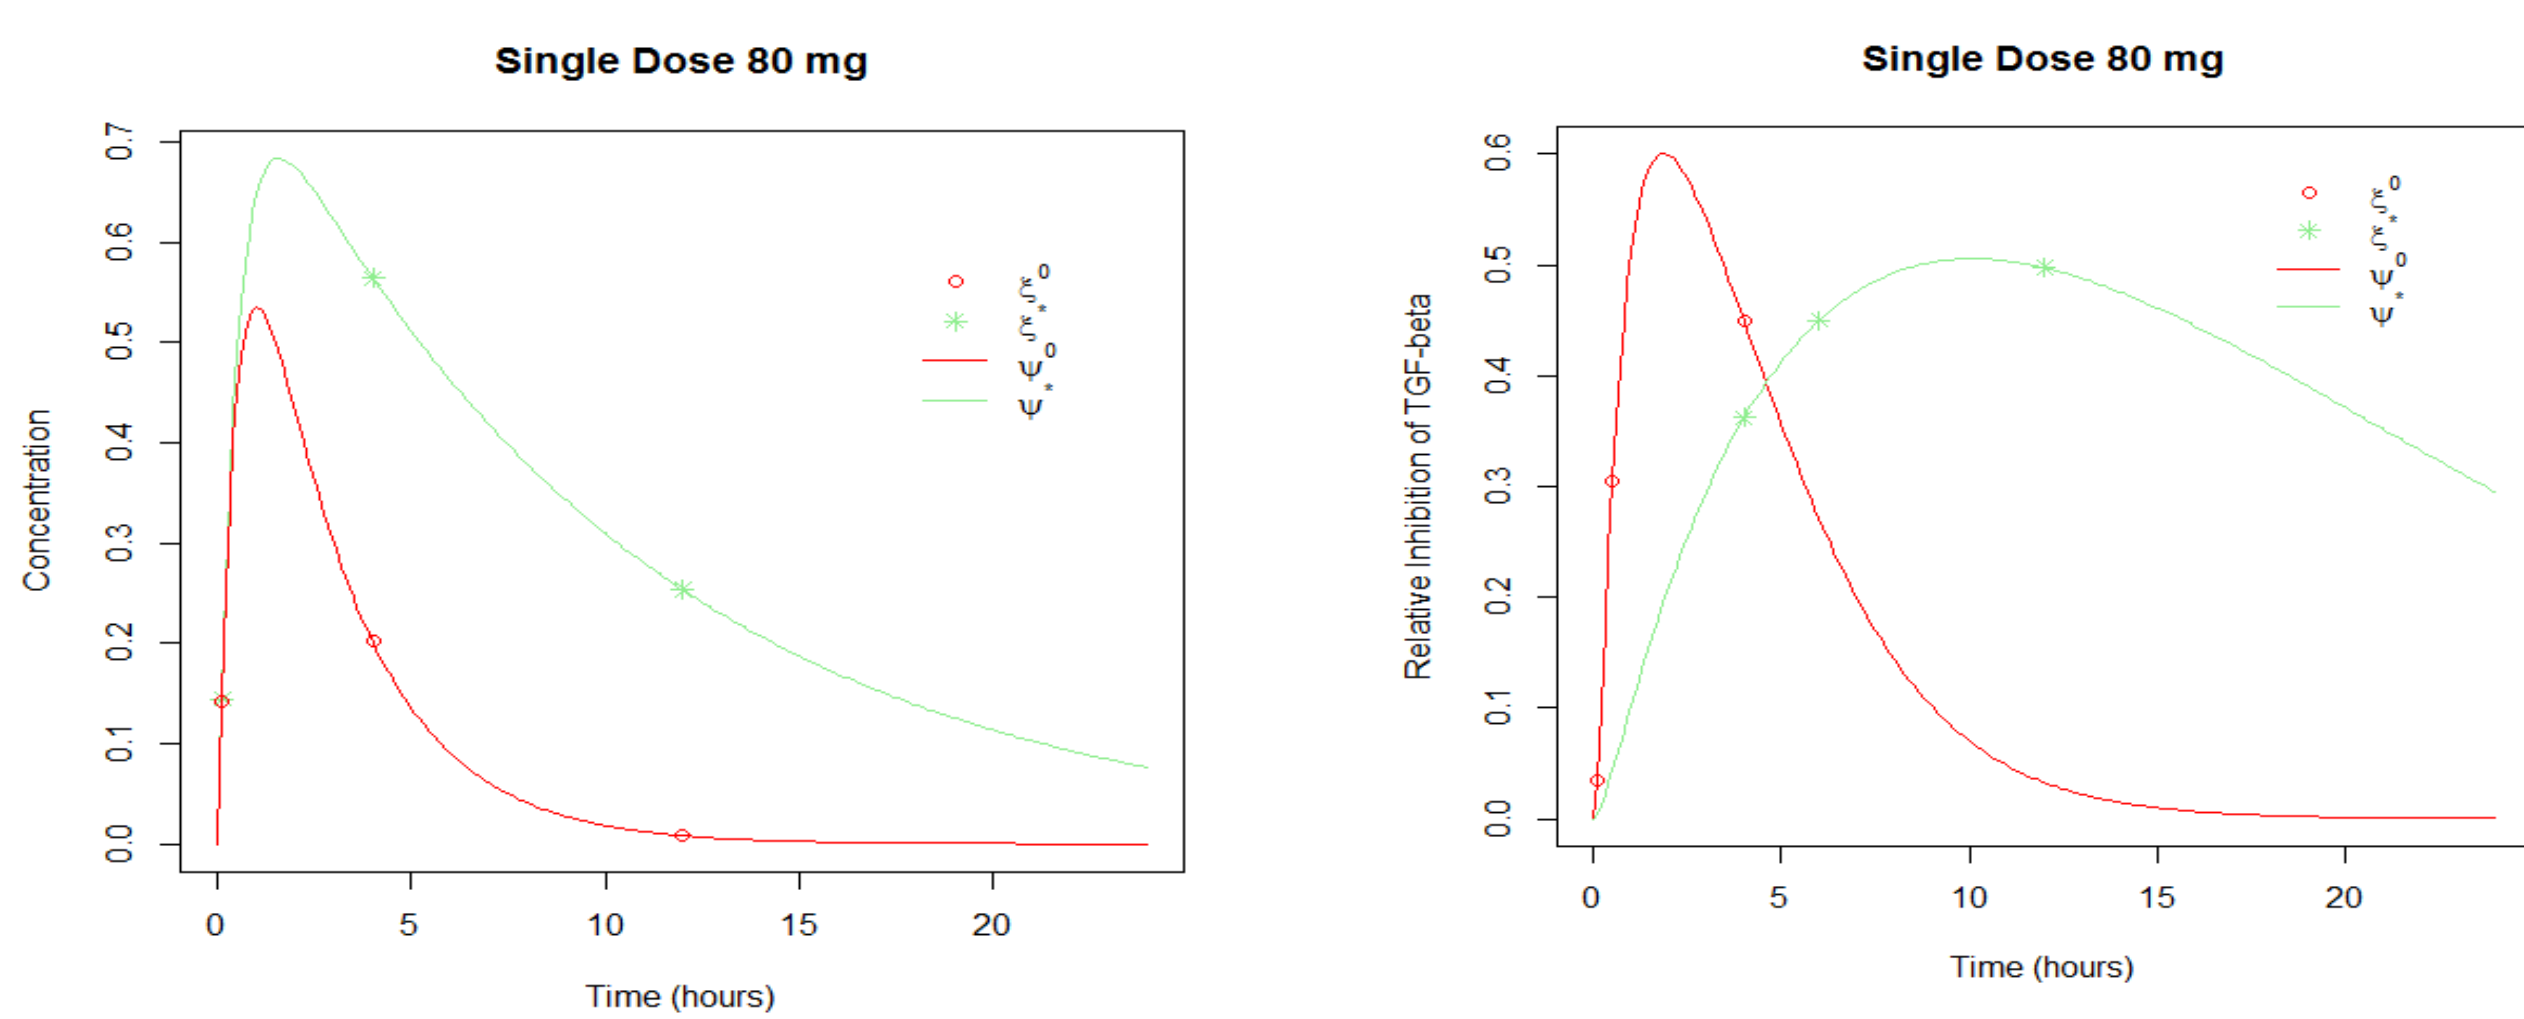 Single Dose 80 mg
Concentration
0.7
0.6
0.5
0.4
0.3
0.2
0.1
0.0
0
5
10
15
20
Time (hours)
ξ⁰
ξ*
ψ⁰
ψ*
Single Dose 80 mg
Relative Inhibition of TGF-beta
0.6
0.5
0.4
0.3
0.2
0.1
0.0
0
5
10
15
20
Time (hours)
ξ⁰
ξ*
ψ⁰
ψ*